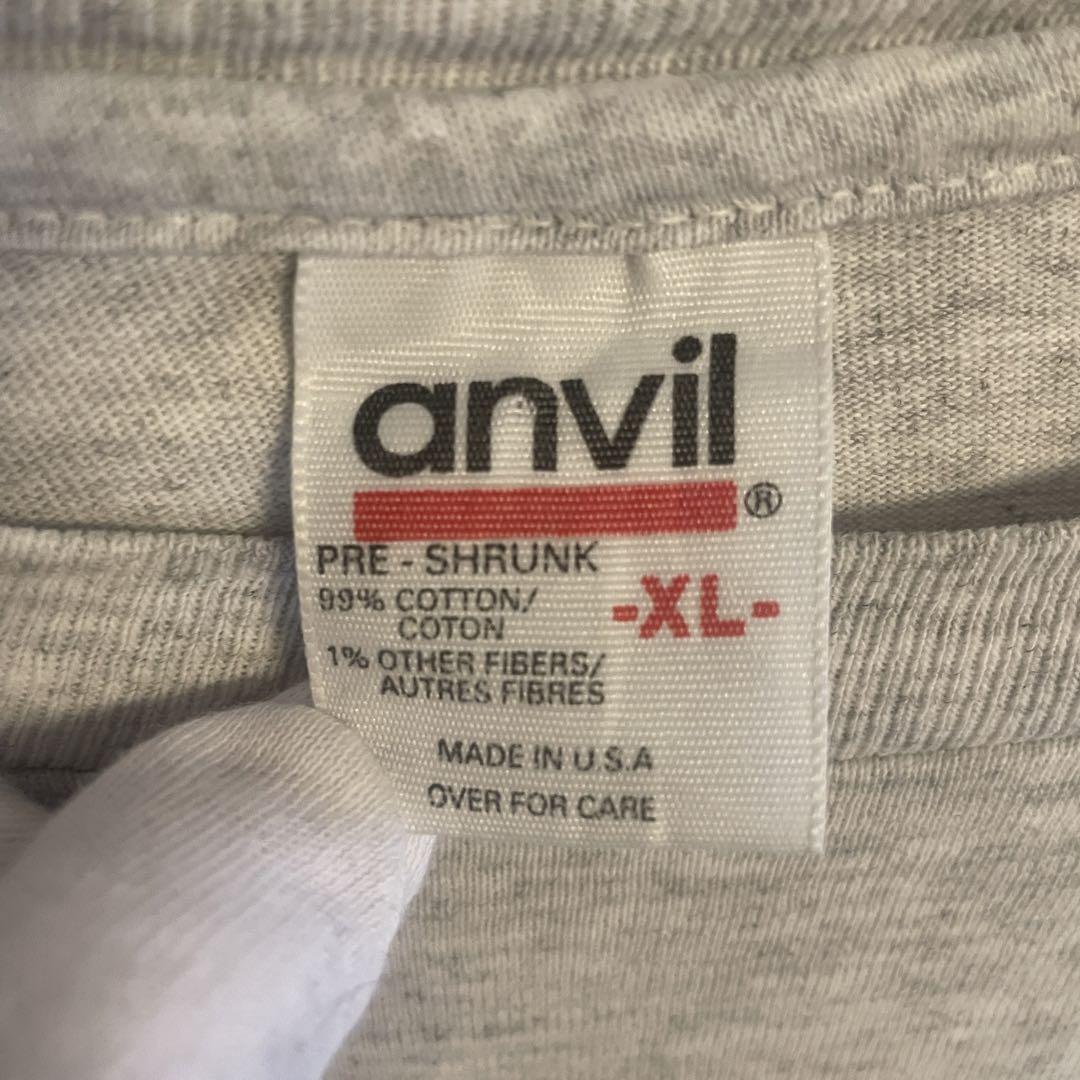 anvil
®
PRE - SHRUNK
99% COTTON/
COTON
-XL-
1% OTHER FIBERS/
AUTRES FIBRES
MADE IN U.S.A
OVER FOR CARE